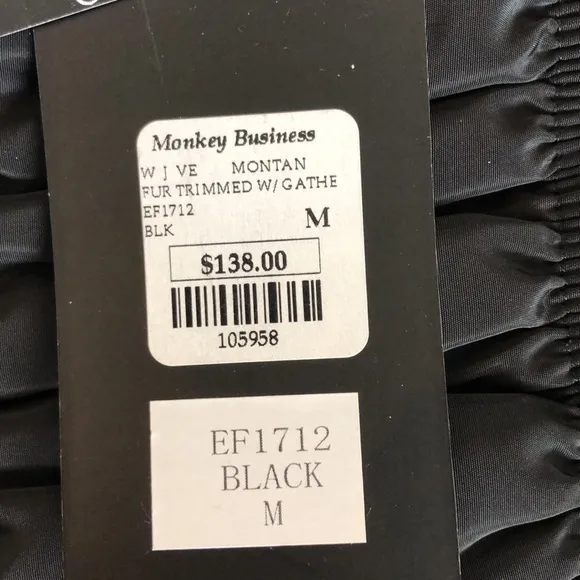 Monkey Business
W J VE MONTAN
FUR TRIMMED W/ GATHE
EF1712
BLK M
$138.00
105958
EF1712
BLACK
M